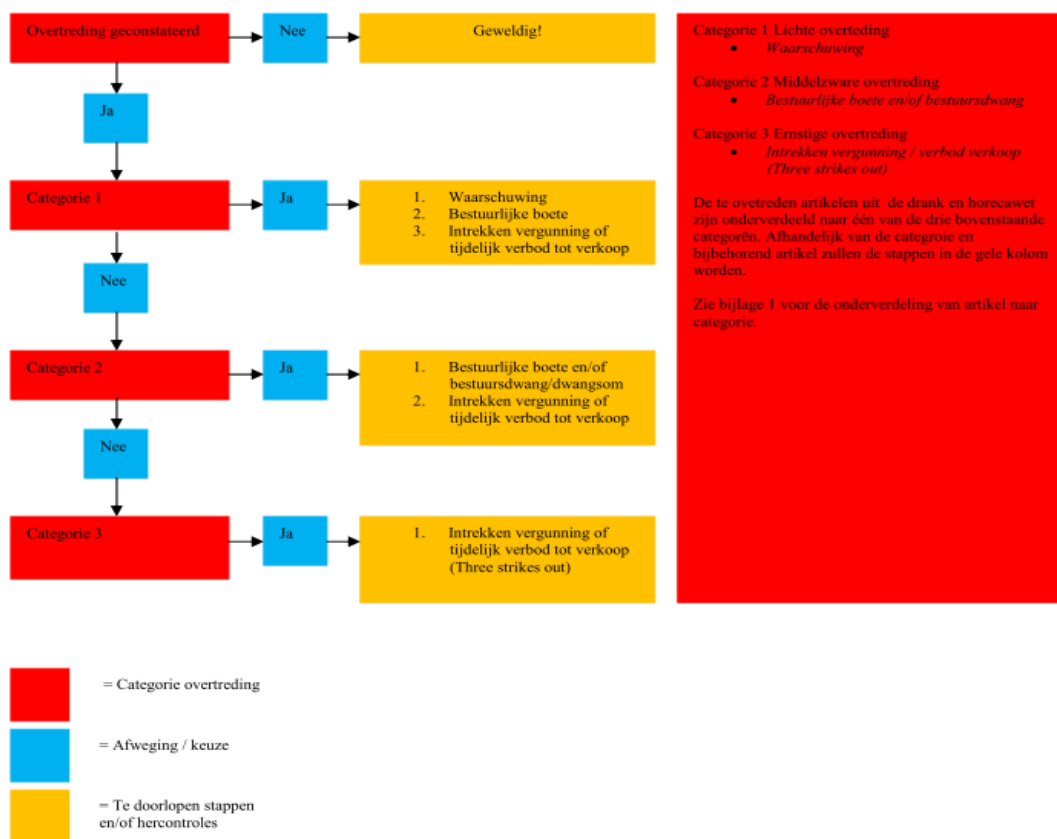 Overtreding geconstateerd
Nee
Geweldig!
Ja
Categorie 1
Ja
1. Waarschuwing
2. Bestuurlijke boete
3. Intrekken vergunning of
tijdelijk verbod tot verkoop
Nee
Categorie 2
Ja
1. Bestuurlijke boete en/of
bestuursdwang/dwangsom
2. Intrekken vergunning of
tijdelijk verbod tot verkoop
Nee
Categorie 3
Ja
1. Intrekken vergunning of
tijdelijk verbod tot verkoop
(Three strikes out)
Categorie 1 Lichte overteding
• Waarschuwing
Categorie 2 Middelzware overtreding
• Bestuurlijke boete en/of bestuursdwang
Categorie 3 Ernstige overtreding
• Intrekken vergunning / verbod verkoop
(Three strikes out)
De te ovetreden artikelen uit de drank en horecawet
zijn onderverdeeld naar één van de drie bovenstaande
categorën. Afhandelijk van de categroie en
bijbehorend artikel zullen de stappen in de gele kolom
worden.
Zie bijlage 1 voor de onderverdeling van artikel naar
categorie.
= Categorie overtreding
= Afweging / keuze
= Te doorlopen stappen
en/of hercontroles